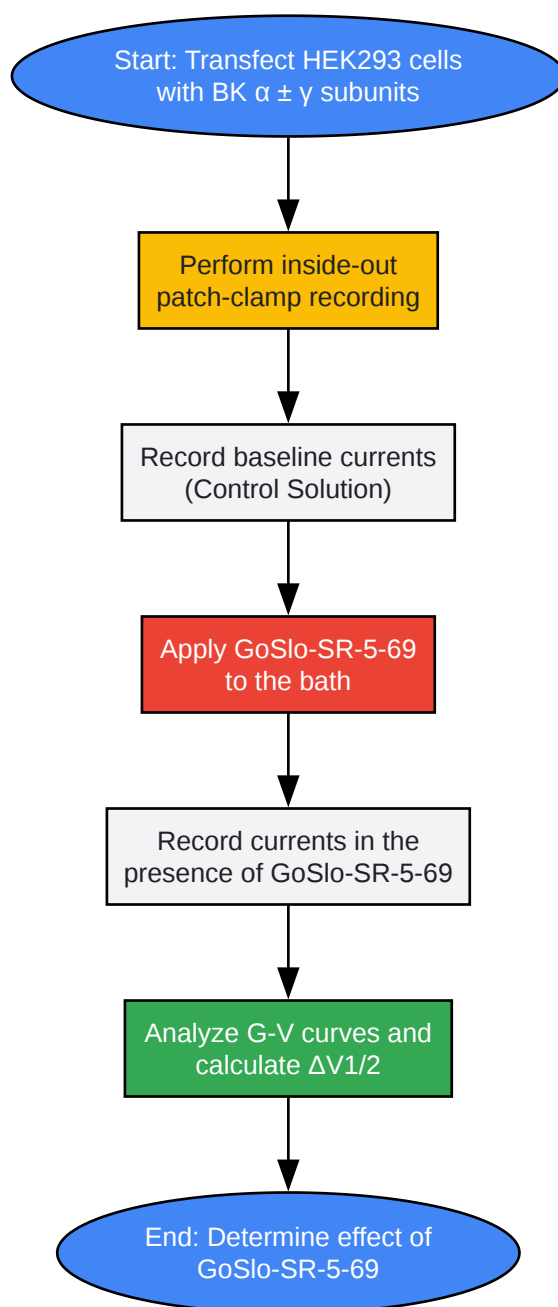 Start: Transfect HEK293 cells
with BK α ± γ subunits
Perform inside-out
patch-clamp recording
Record baseline currents
(Control Solution)
Apply GoSlo-SR-5-69
to the bath
Record currents in the
presence of GoSlo-SR-5-69
Analyze G-V curves and
calculate ΔV1/2
End: Determine effect of
GoSlo-SR-5-69